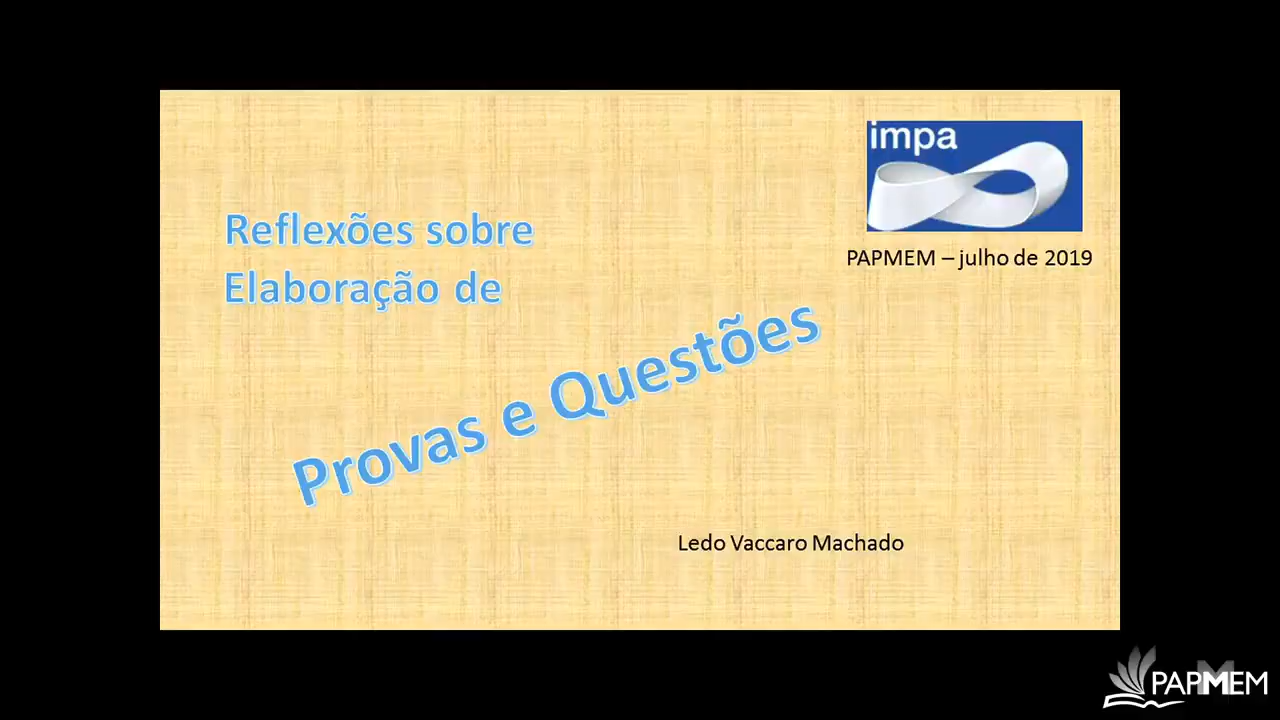 impa
PAPMEM – julho de 2019
Reflexões sobre
Elaboração de
Provas e Questões
Ledo Vaccaro Machado
PAPMEM